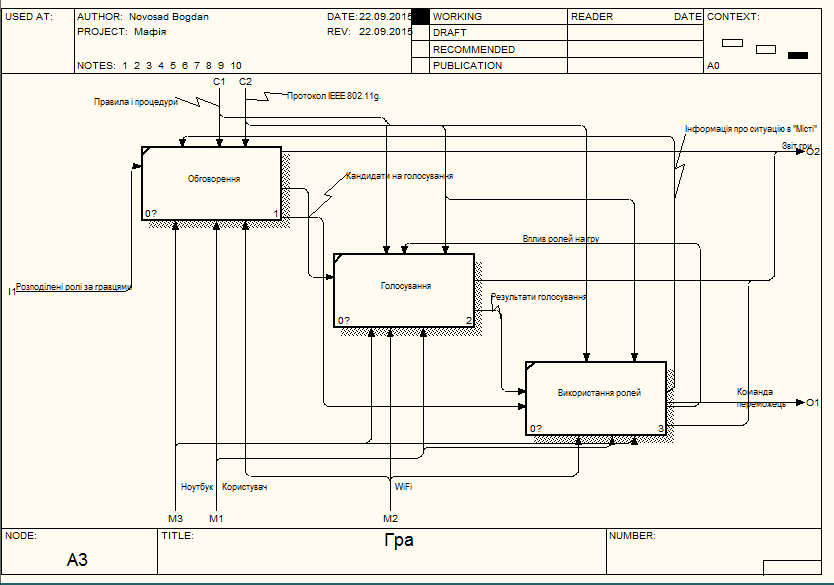 USED AT:
AUTHOR: Novosad Bogdan
DATE: 22.09.2015
WORKING
READER
DATE
CONTEXT:
PROJECT: Мафія
REV: 22.09.2015
DRAFT
RECOMMENDED
NOTES: 1 2 3 4 5 6 7 8 9 10
PUBLICATION
A0
C1
C2
Правила і процедури
Протокол IEEE 802.11g.
Інформація про ситуацію в "Місті"
Звіт гри
O2
Обговорення
Кандидати на голосування
0?
1
Вплив ролей на гру
I1
Розподілені ролі за гравцями
Голосування
Результати голосування
0?
2
Використання ролей
Команда
переможець
O1
0?
3
Ноутбук
Користувач
WiFi
M3
M1
M2
NODE:
TITLE:
NUMBER:
A3
Гра